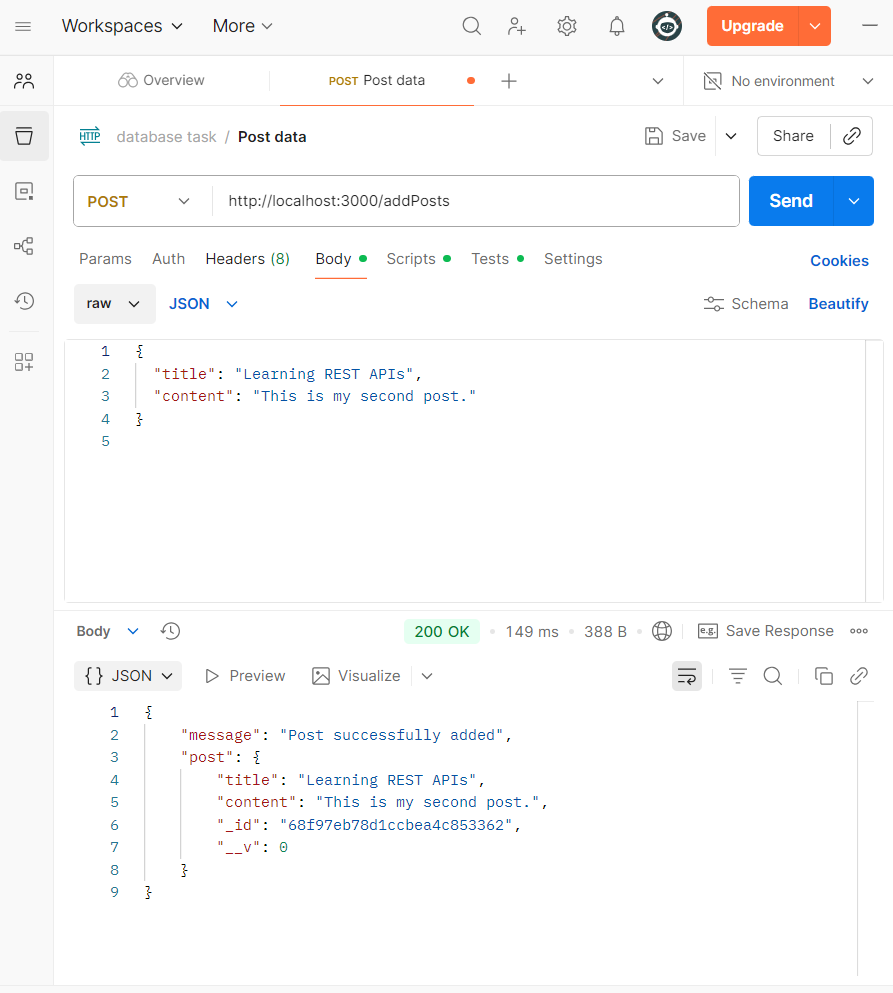 Workspaces More Upgrade
Overview POST Post data No environment
HTTP database task / Post data Save Share
POST http://localhost:3000/addPosts Send
Params Auth Headers (8) Body Scripts Tests Settings Cookies
raw JSON Schema Beautify
1 {
2 "title": "Learning REST APIs",
3 "content": "This is my second post."
4 }
5
Body 200 OK 149 ms 388 B e.g. Save Response
{} JSON Preview Visualize
1 {
2 "message": "Post successfully added",
3 "post": {
4 "title": "Learning REST APIs",
5 "content": "This is my second post.",
6 "_id": "68f97eb78d1ccbea4c853362",
7 "__v": 0
8 }
9 }